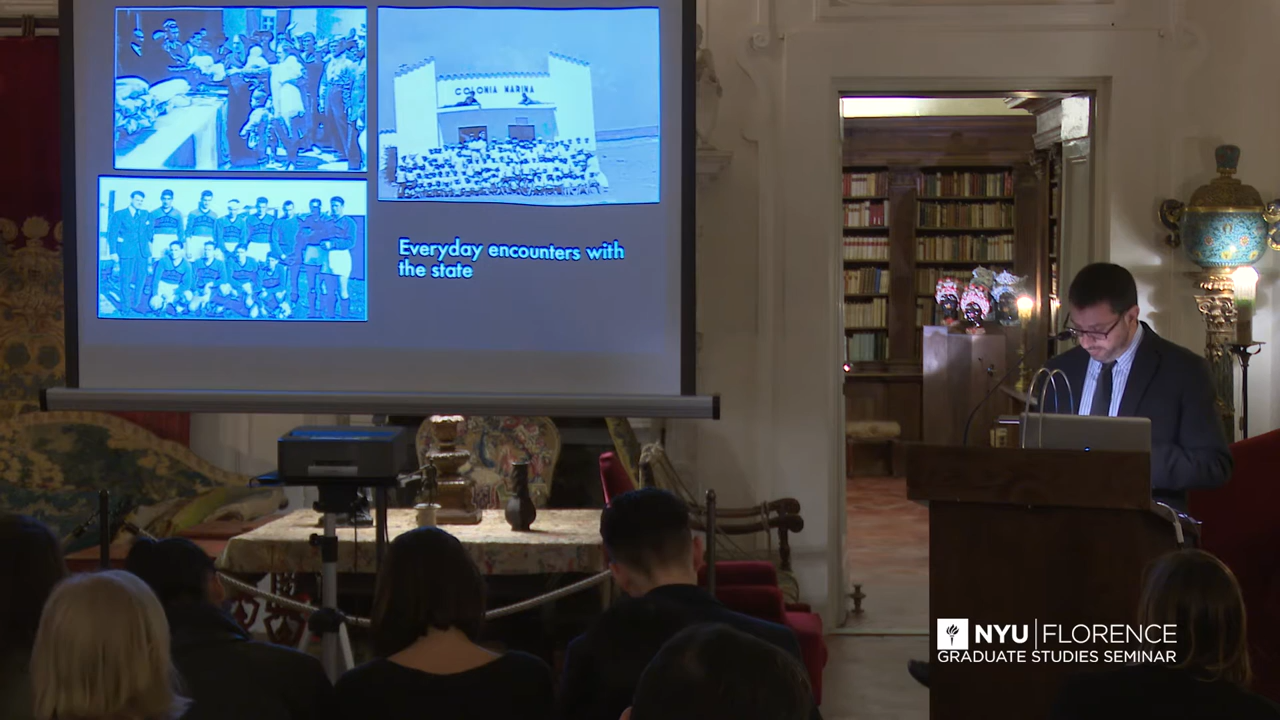 COLONIA MARINA
Everyday encounters with
the state
NYU FLORENCE
GRADUATE STUDIES SEMINAR